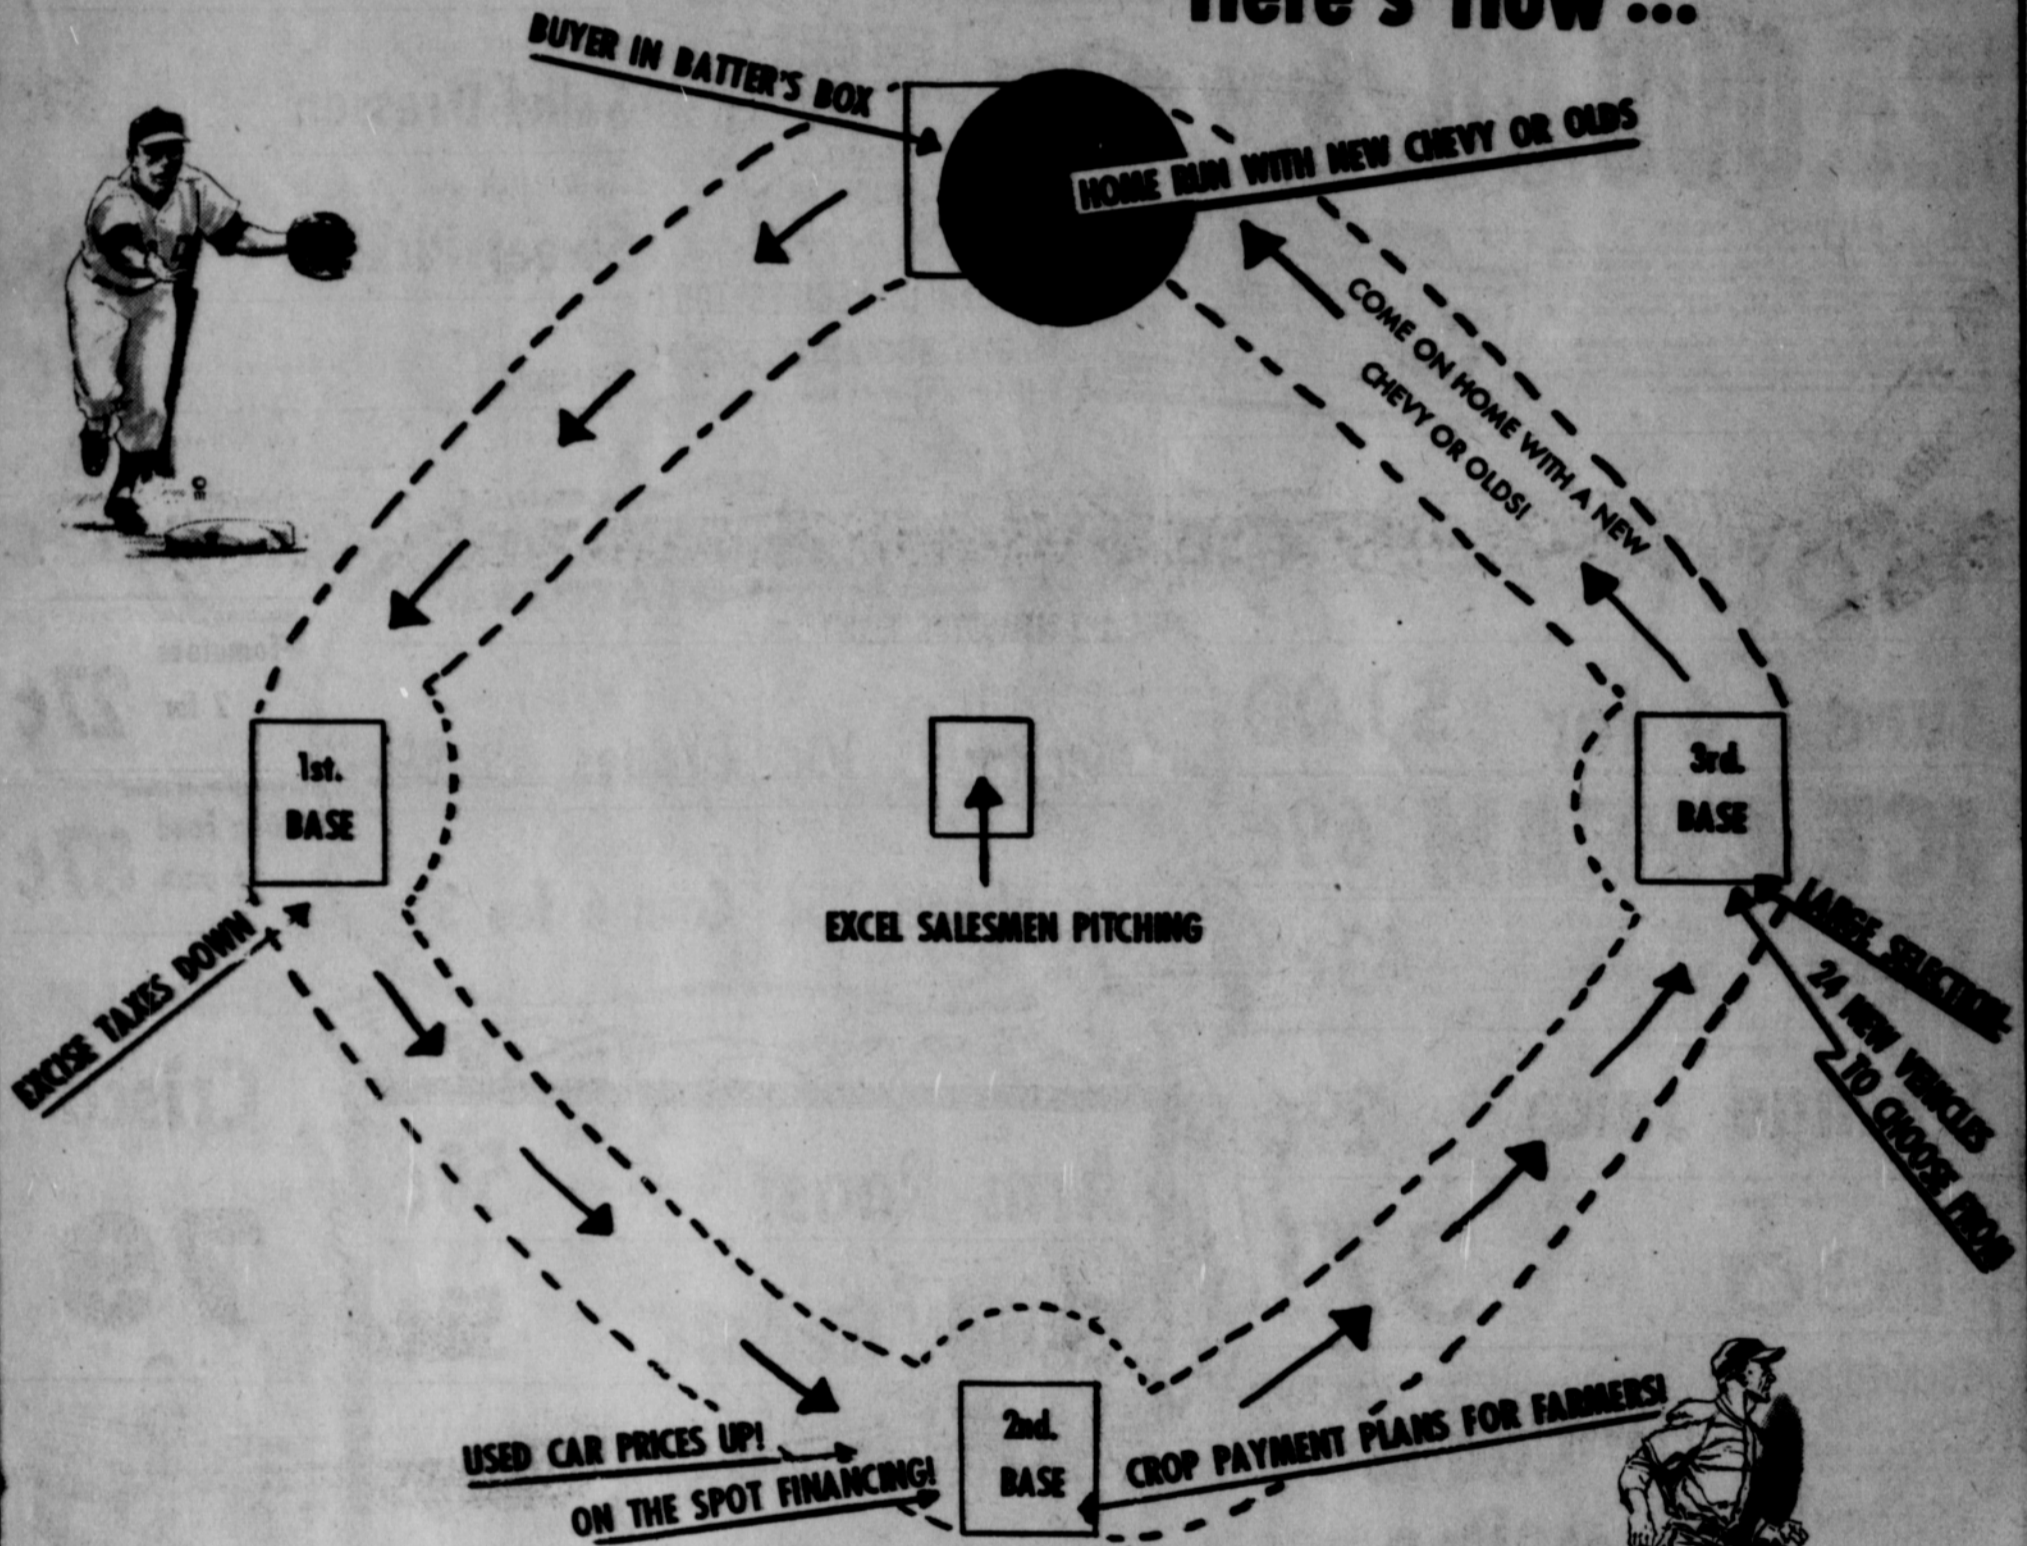 Here's How ...
BUYER IN BATTER'S BOX
HOME RUN WITH NEW CHEVY OR OLDS
COME ON HOME WITH A NEW
CHEVY OR OLDS!
1st.
BASE
3rd.
BASE
EXCEL SALESMEN PITCHING
EXCISE TAXES DOWN
LARGE SELECTION-
24 NEW VEHICLES
TO CHOOSE FROM
USED CAR PRICES UP!
ON THE SPOT FINANCING!
2nd.
BASE
CROP PAYMENT PLANS FOR FARMERS!